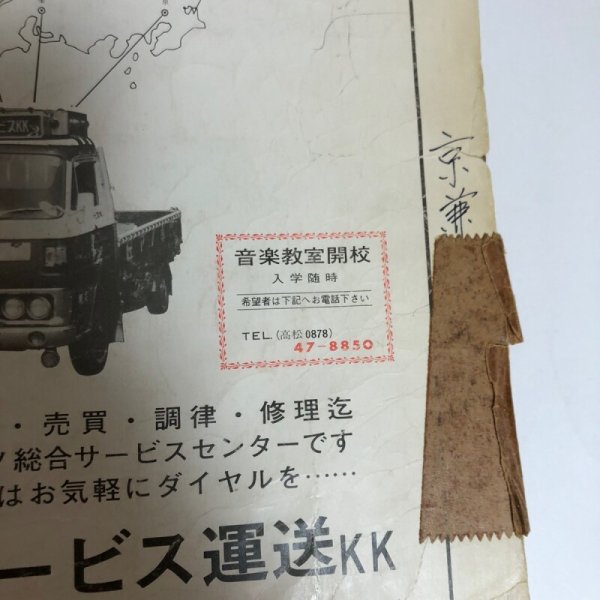 ビスKK
京兼
音楽教室開校
入学随時
希望者は下記へお電話下さい
TEL.(高松0878)
47-8850
・売買・調律・修理迄
ノ総合サービスセンターです
はお気軽にダイヤルを……
ービス運送KK